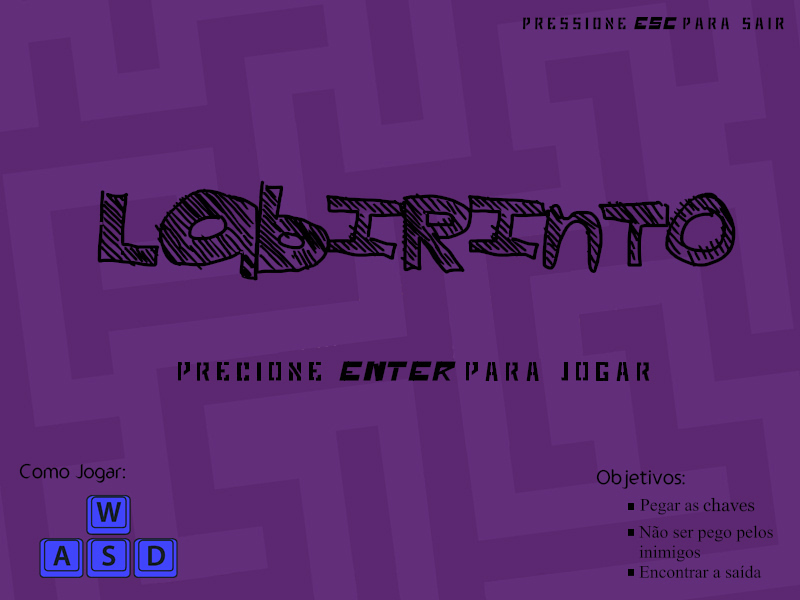 PRESSIONE ESC PARA SAIR
LabIRInTO
PRECIONE ENTER PARA JOGAR
Como Jogar:
W
A S D
Objetivos:
Pegar as chaves
Não ser pego pelos
inimigos
Encontrar a saída